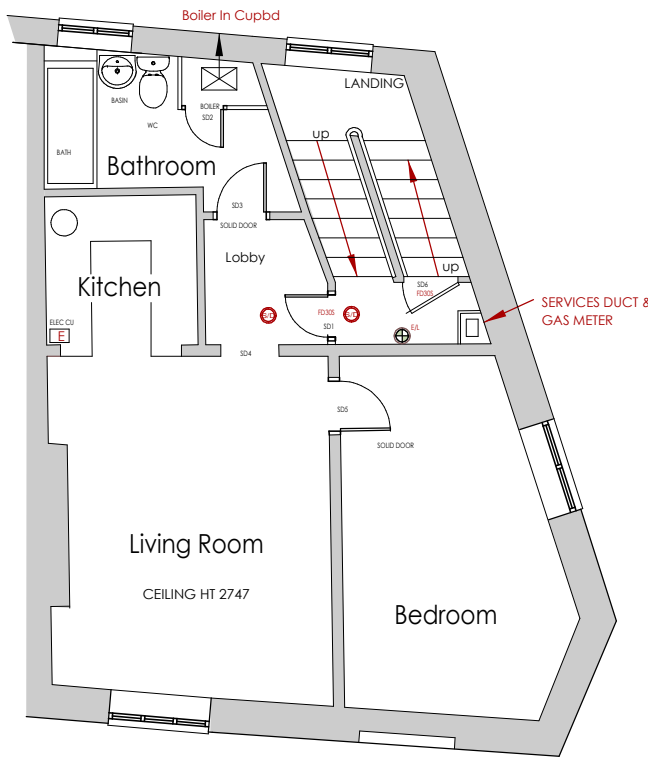 Boiler In Cupbd
LANDING
BASIN
BOILER
SD2
WC
up
BATH
Bathroom
SD3
SOLID DOOR
Lobby
up
Kitchen
SD6
FD30S
SERVICES DUCT &
GAS METER
S/D
FD30S
S/D
SD1
E/L
ELEC CU
E
SD4
SD5
SOLID DOOR
Living Room
CEILING HT 2747
Bedroom